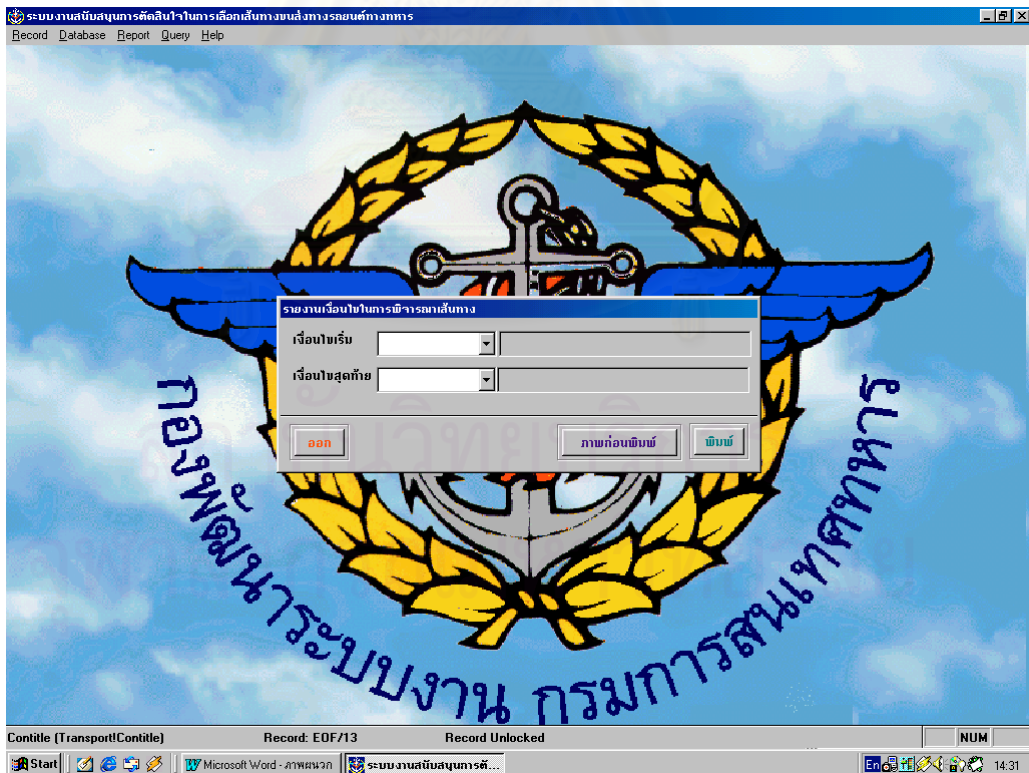 ระบบงานสนับสนุนการตัดสินใจในการเลือกเส้นทางขนส่งทางรถยนต์ทางทหาร
Record Database Report Query Help
รายงานเงื่อนไขในการพิจารณาเส้นทาง
เงื่อนไขเริ่ม
เงื่อนไขสุดท้าย
ออก ภาพก่อนพิมพ์ พิมพ์
กองพัฒนาระบบงาน กรมการสนเทศทหาร
Contitle (Transport!Contitle) Record: EOF/13 Record Unlocked NUM
Start Microsoft Word - ภาคผนวก ระบบงานสนับสนุนการตั... En 14:31